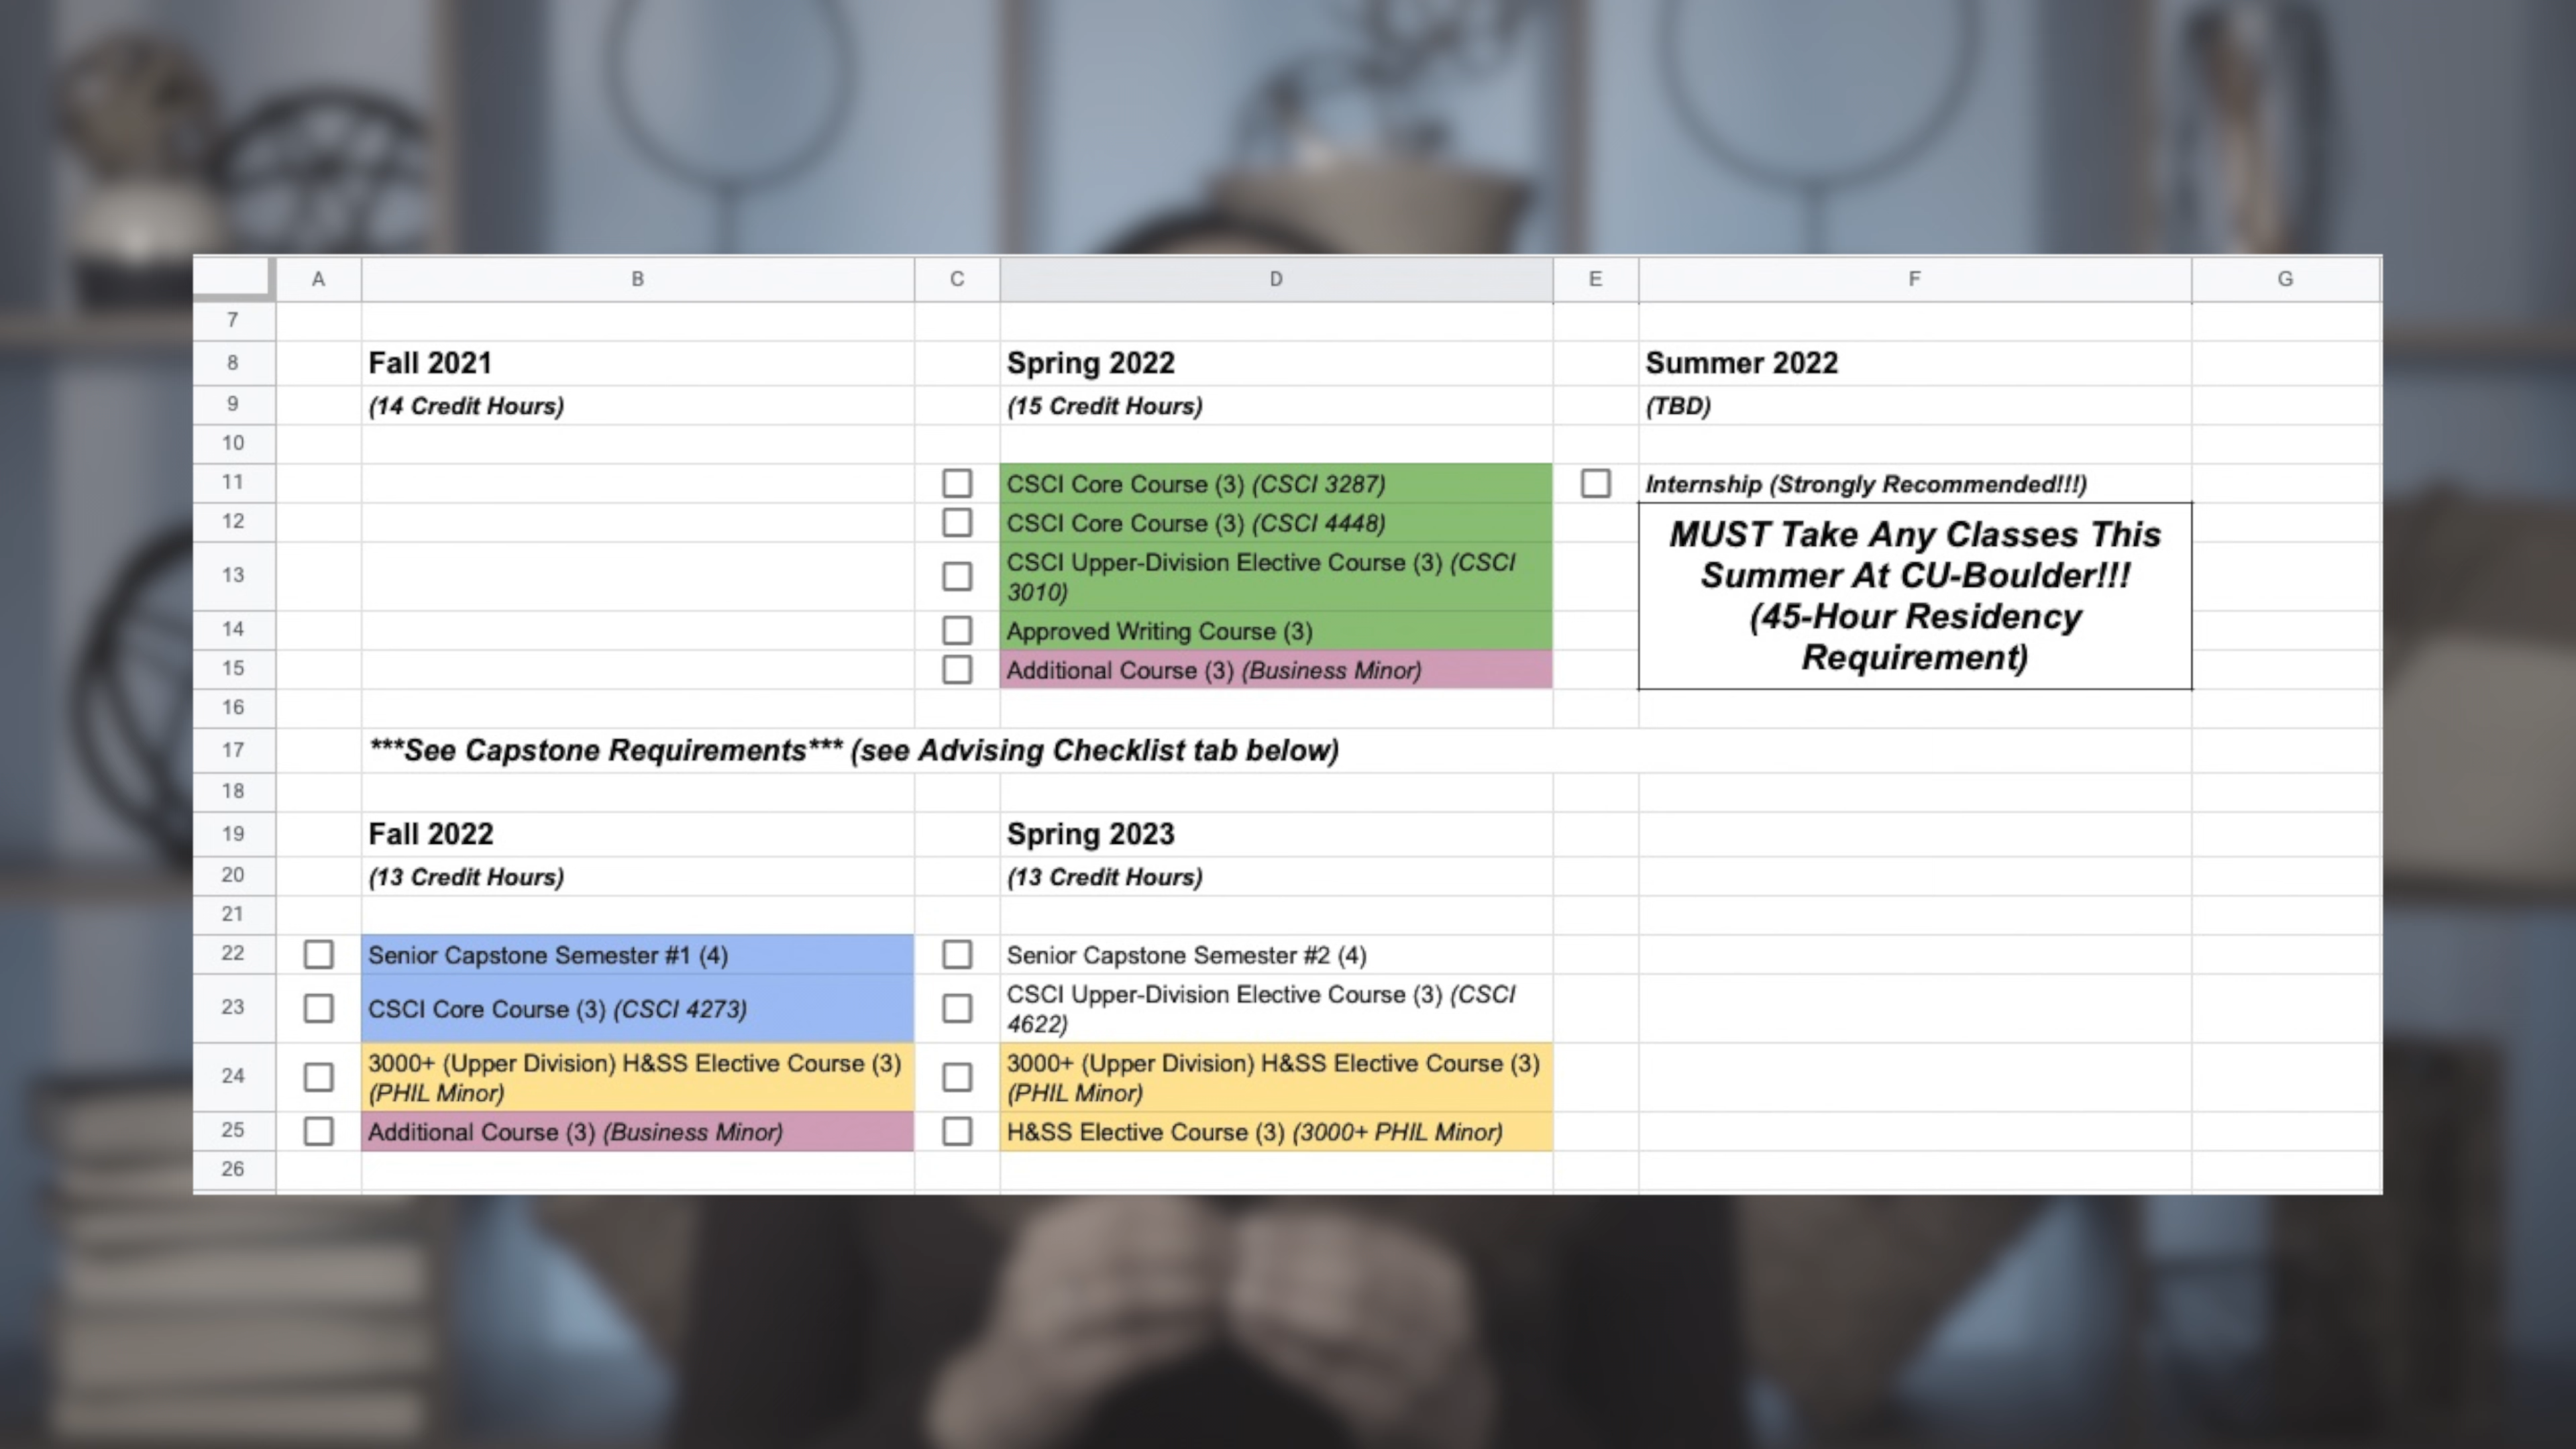 A B C D E F G
7
8 Fall 2021 Spring 2022 Summer 2022
9 (14 Credit Hours) (15 Credit Hours) (TBD)
10
11 CSCI Core Course (3) (CSCI 3287) Internship (Strongly Recommended!!!)
12 CSCI Core Course (3) (CSCI 4448)
MUST Take Any Classes This
Summer At CU-Boulder!!!
(45-Hour Residency
Requirement)
13 CSCI Upper-Division Elective Course (3) (CSCI
3010)
14 Approved Writing Course (3)
15 Additional Course (3) (Business Minor)
16
17 ***See Capstone Requirements*** (see Advising Checklist tab below)
18
19 Fall 2022 Spring 2023
20 (13 Credit Hours) (13 Credit Hours)
21
22 Senior Capstone Semester #1 (4) Senior Capstone Semester #2 (4)
23 CSCI Core Course (3) (CSCI 4273) CSCI Upper-Division Elective Course (3) (CSCI
4622)
24 3000+ (Upper Division) H&SS Elective Course (3)
(PHIL Minor)
3000+ (Upper Division) H&SS Elective Course (3)
(PHIL Minor)
25 Additional Course (3) (Business Minor) H&SS Elective Course (3) (3000+ PHIL Minor)
26